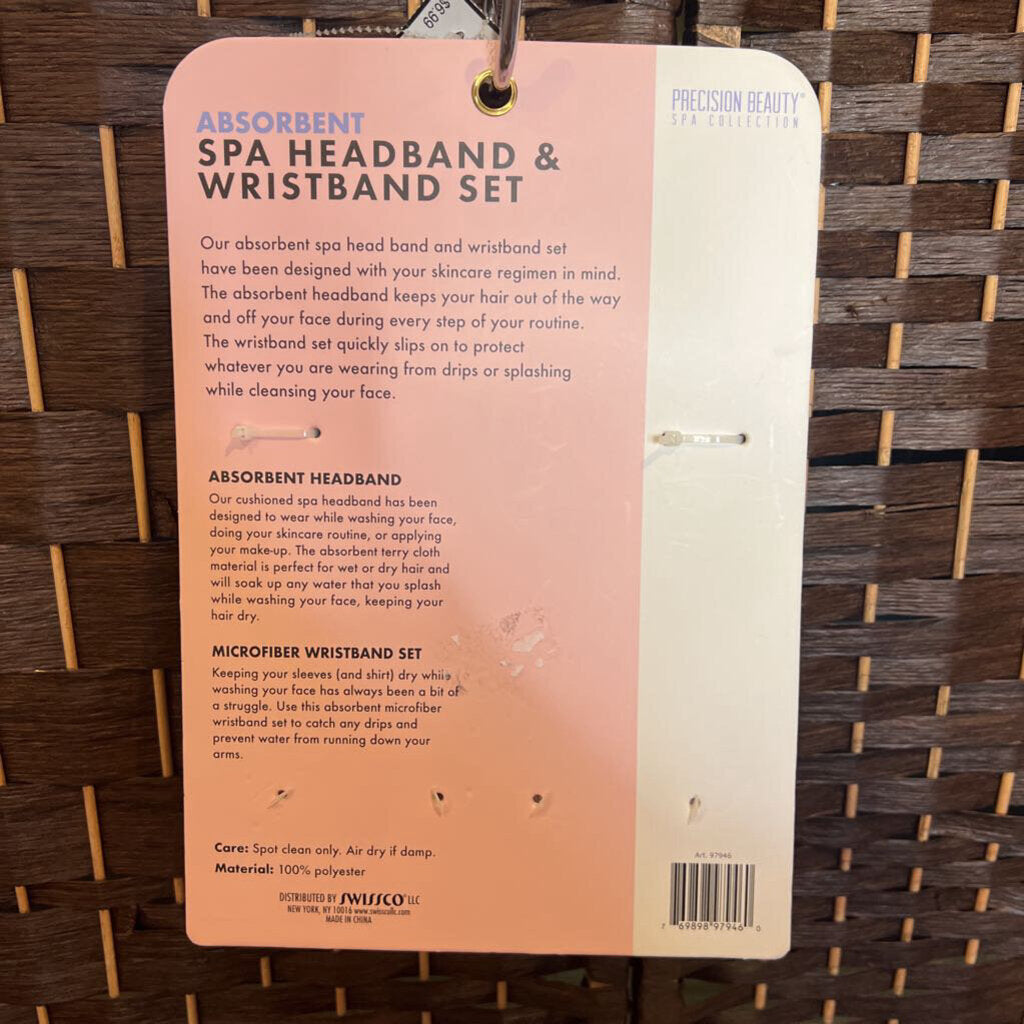 $6.99
ABSORBENT
SPA HEADBAND &
WRISTBAND SET
PRECISION BEAUTY®
SPA COLLECTION
Our absorbent spa head band and wristband set
have been designed with your skincare regimen in mind.
The absorbent headband keeps your hair out of the way
and off your face during every step of your routine.
The wristband set quickly slips on to protect
whatever you are wearing from drips or splashing
while cleansing your face.
ABSORBENT HEADBAND
Our cushioned spa headband has been
designed to wear while washing your face,
doing your skincare routine, or applying
your make-up. The absorbent terry cloth
material is perfect for wet or dry hair and
will soak up any water that you splash
while washing your face, keeping your
hair dry.
MICROFIBER WRISTBAND SET
Keeping your sleeves (and shirt) dry while
washing your face has always been a bit of
a struggle. Use this absorbent microfiber
wristband set to catch any drips and
prevent water from running down your
arms.
Care: Spot clean only. Air dry if damp.
Material: 100% polyester
DISTRIBUTED BY SWISSCO® LLC
NEW YORK, NY 10016 www.swisscollc.com
MADE IN CHINA
Art. 97946
7 69898 97946 0